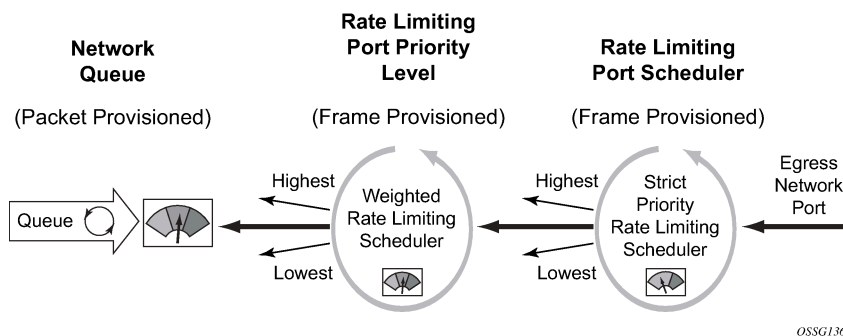 Network
Queue
(Packet Provisioned)
Rate Limiting
Port Priority
Level
(Frame Provisioned)
Rate Limiting
Port Scheduler
(Frame Provisioned)
Queue
Highest
Lowest
Weighted
Rate Limiting
Scheduler
Highest
Lowest
Strict
Priority
Rate Limiting
Scheduler
Egress
Network
Port
OSSG136